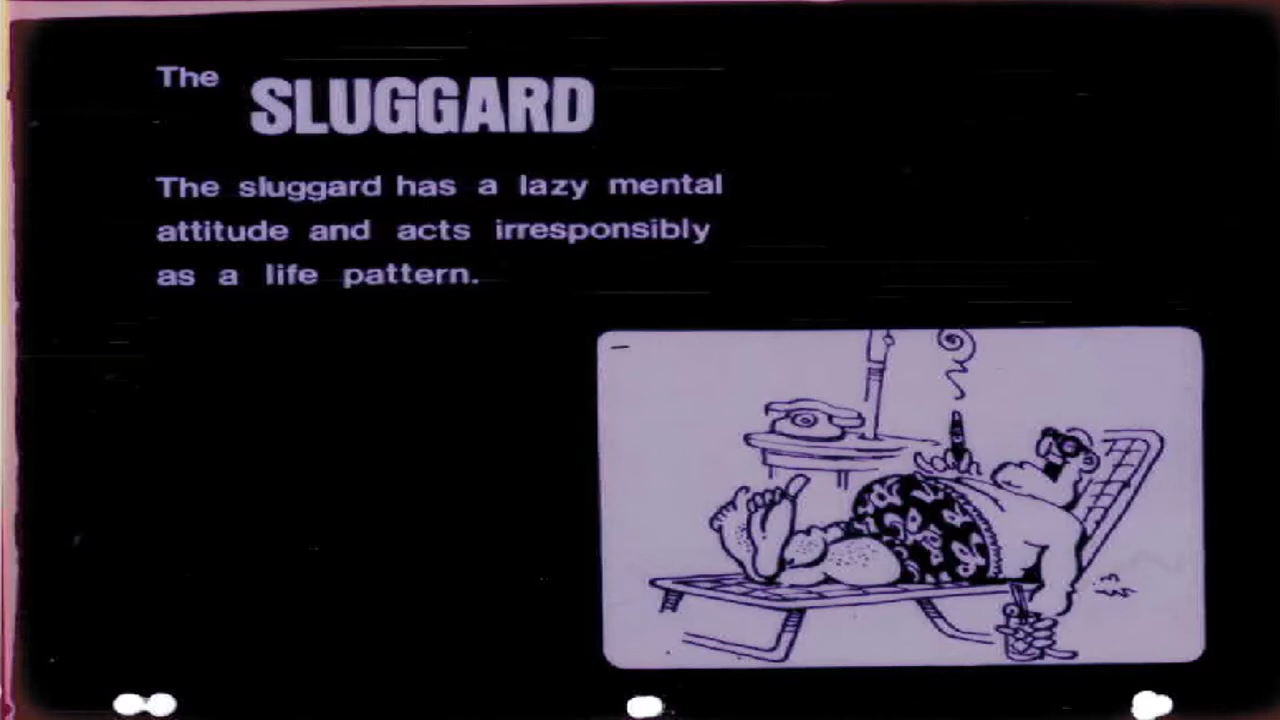 The
SLUGGARD
The sluggard has a lazy mental
attitude and acts irresponsibly
as a life pattern.